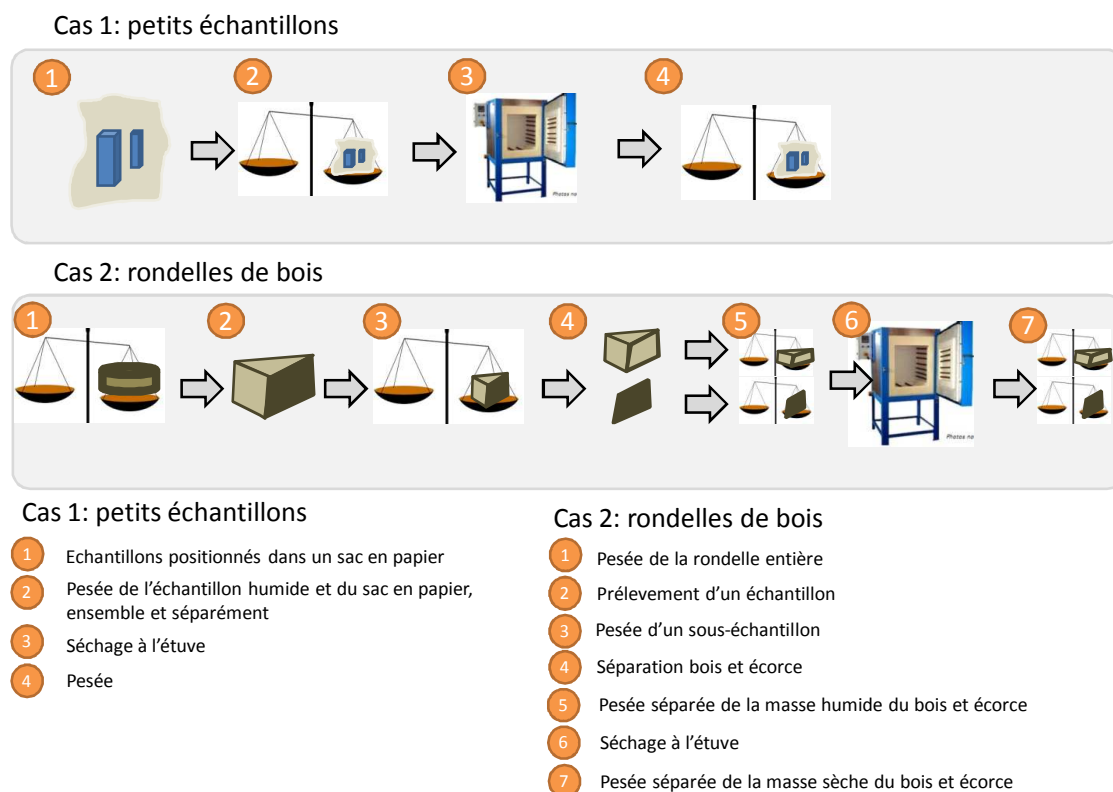 Cas 1: petits échantillons
1
2
3
4
Photos no
Cas 2: rondelles de bois
1
2
3
4
5
6
7
Photos no
Cas 1: petits échantillons
1 Echantillons positionnés dans un sac en papier
2 Pesée de l'échantillon humide et du sac en papier,
ensemble et séparément
3 Séchage à l'étuve
4 Pesée
Cas 2: rondelles de bois
1 Pesée de la rondelle entière
2 Prélevement d'un échantillon
3 Pesée d'un sous-échantillon
4 Séparation bois et écorce
5 Pesée séparée de la masse humide du bois et écorce
6 Séchage à l'étuve
7 Pesée séparée de la masse sèche du bois et écorce